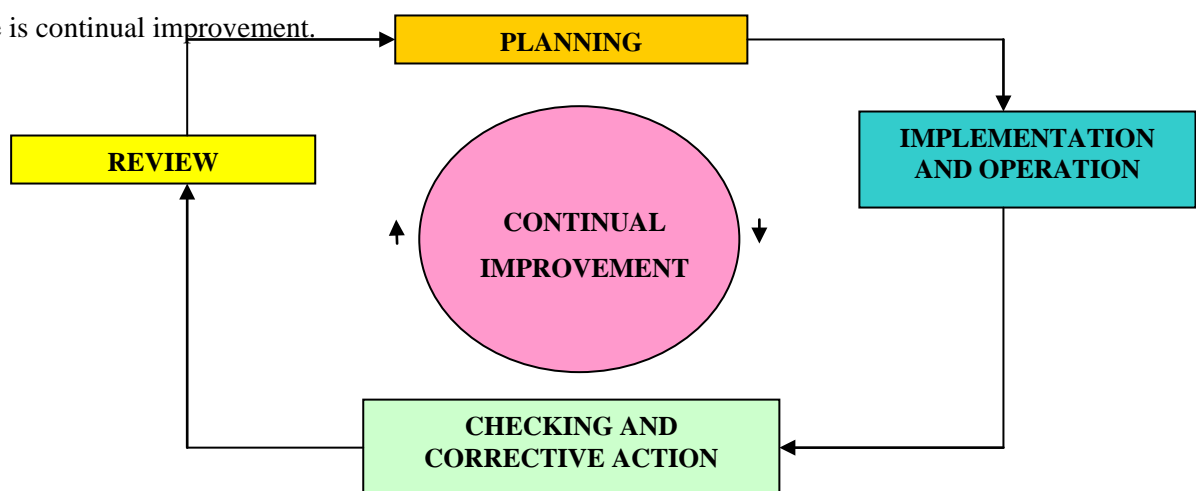 is continual improvement.
PLANNING
IMPLEMENTATION
AND OPERATION
REVIEW
CONTINUAL
IMPROVEMENT
CHECKING AND
CORRECTIVE ACTION